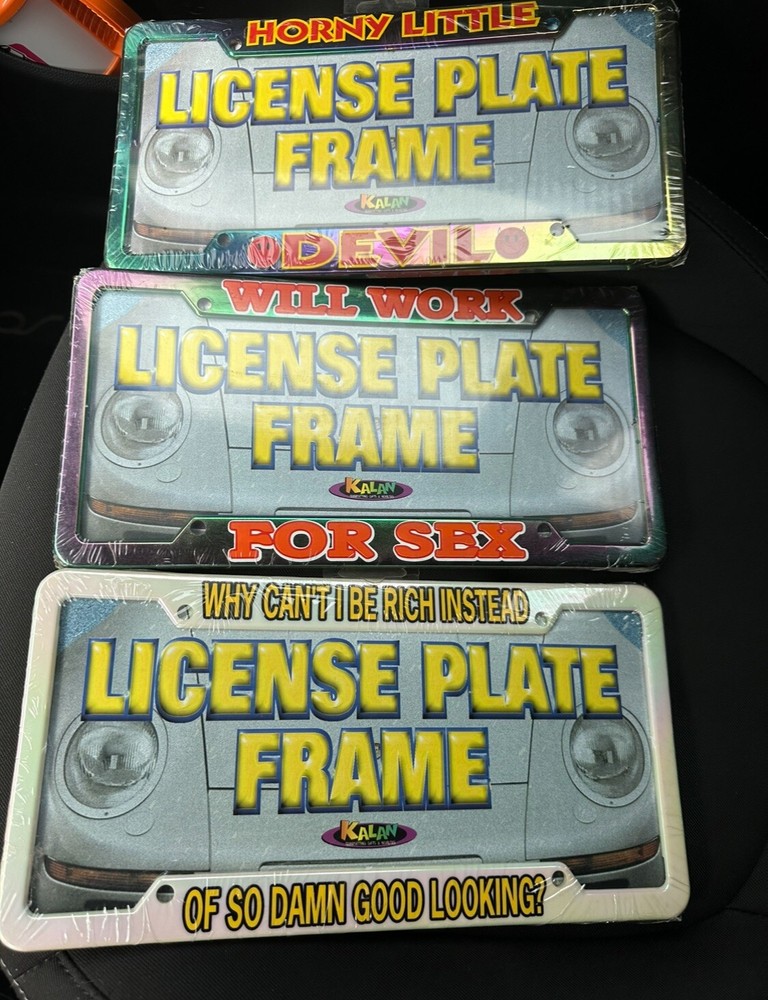 HORNY LITTLE
LICENSE PLATE
FRAME
KALAN
DEVIL
WILL WORK
LICENSE PLATE
FRAME
KALAN
FOR SEX
WHY CAN'T I BE RICH INSTEAD
LICENSE PLATE
FRAME
KALAN
OF SO DAMN GOOD LOOKING?